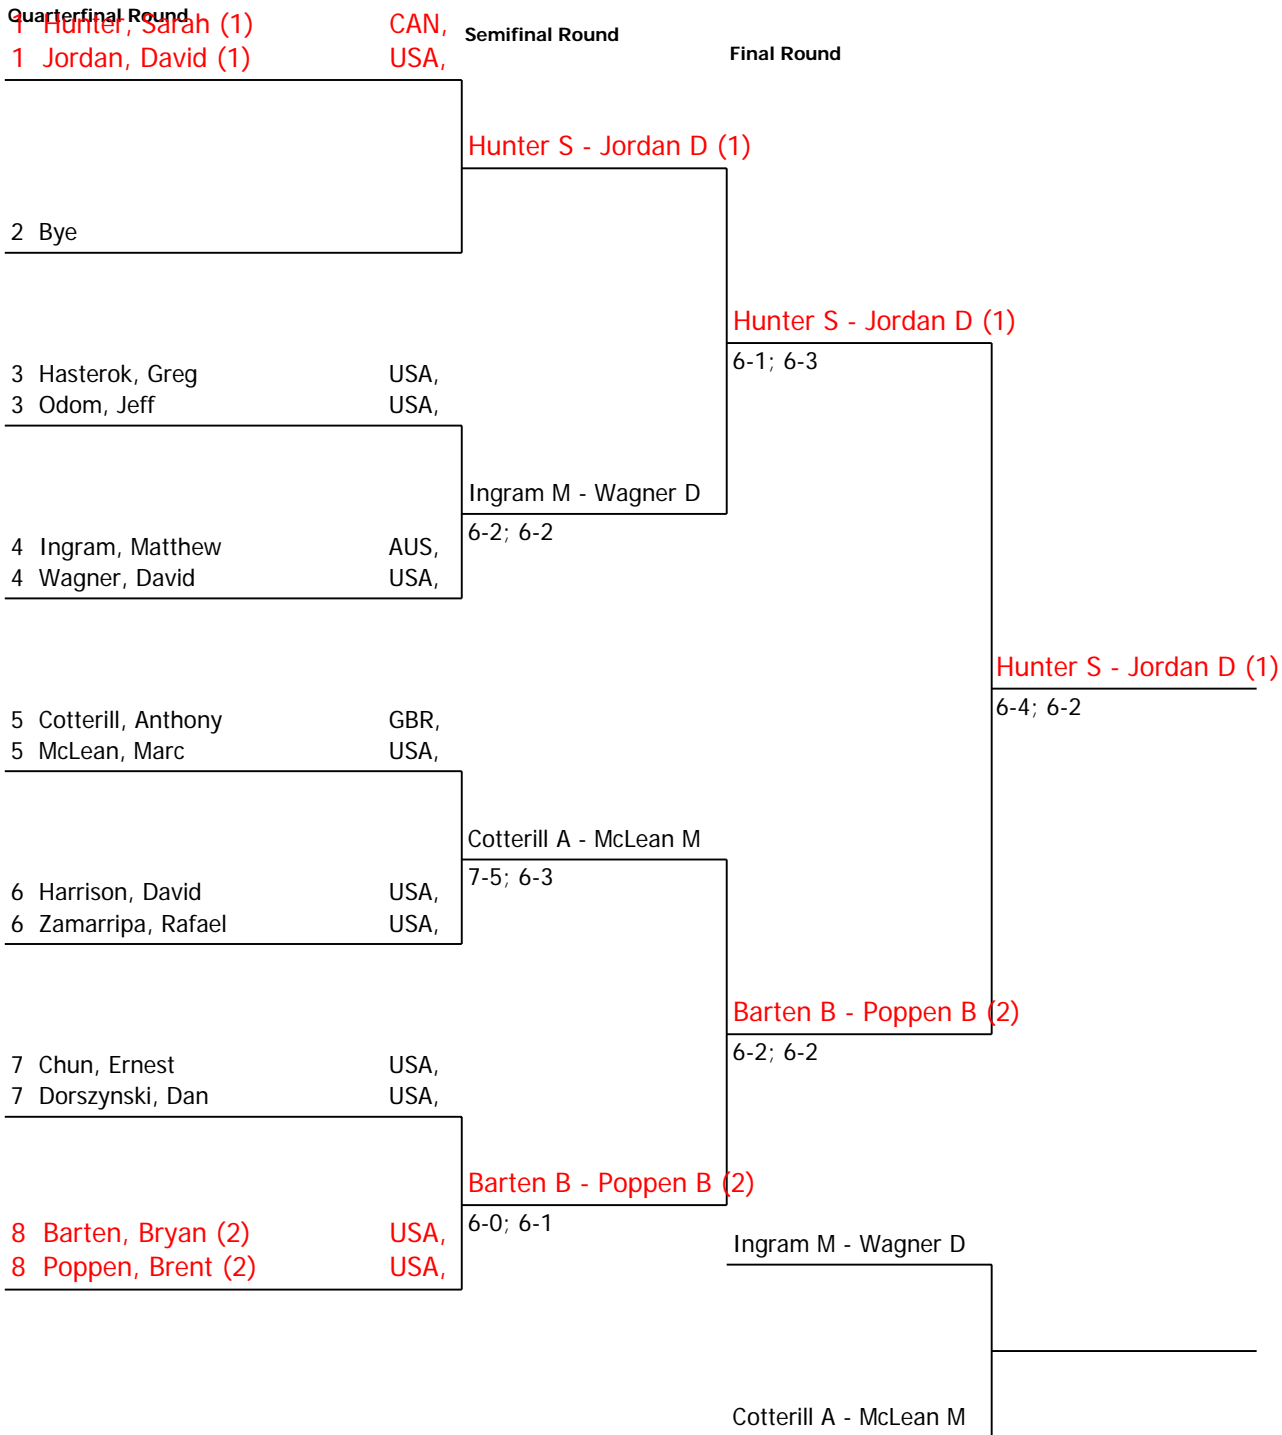 Quarterfinal Round
1 Hunter, Sarah (1) CAN,
1 Jordan, David (1) USA,
Semifinal Round
Final Round
Hunter S - Jordan D (1)
2 Bye
Hunter S - Jordan D (1)
6-1; 6-3
3 Hasterok, Greg USA,
3 Odom, Jeff USA,
Ingram M - Wagner D
6-2; 6-2
4 Ingram, Matthew AUS,
4 Wagner, David USA,
Hunter S - Jordan D (1)
6-4; 6-2
5 Cotterill, Anthony GBR,
5 McLean, Marc USA,
Cotterill A - McLean M
7-5; 6-3
6 Harrison, David USA,
6 Zamarripa, Rafael USA,
Barten B - Poppen B (2)
6-2; 6-2
7 Chun, Ernest USA,
7 Dorszynski, Dan USA,
Barten B - Poppen B (2)
6-0; 6-1
8 Barten, Bryan (2) USA,
8 Poppen, Brent (2) USA,
Ingram M - Wagner D
Cotterill A - McLean M